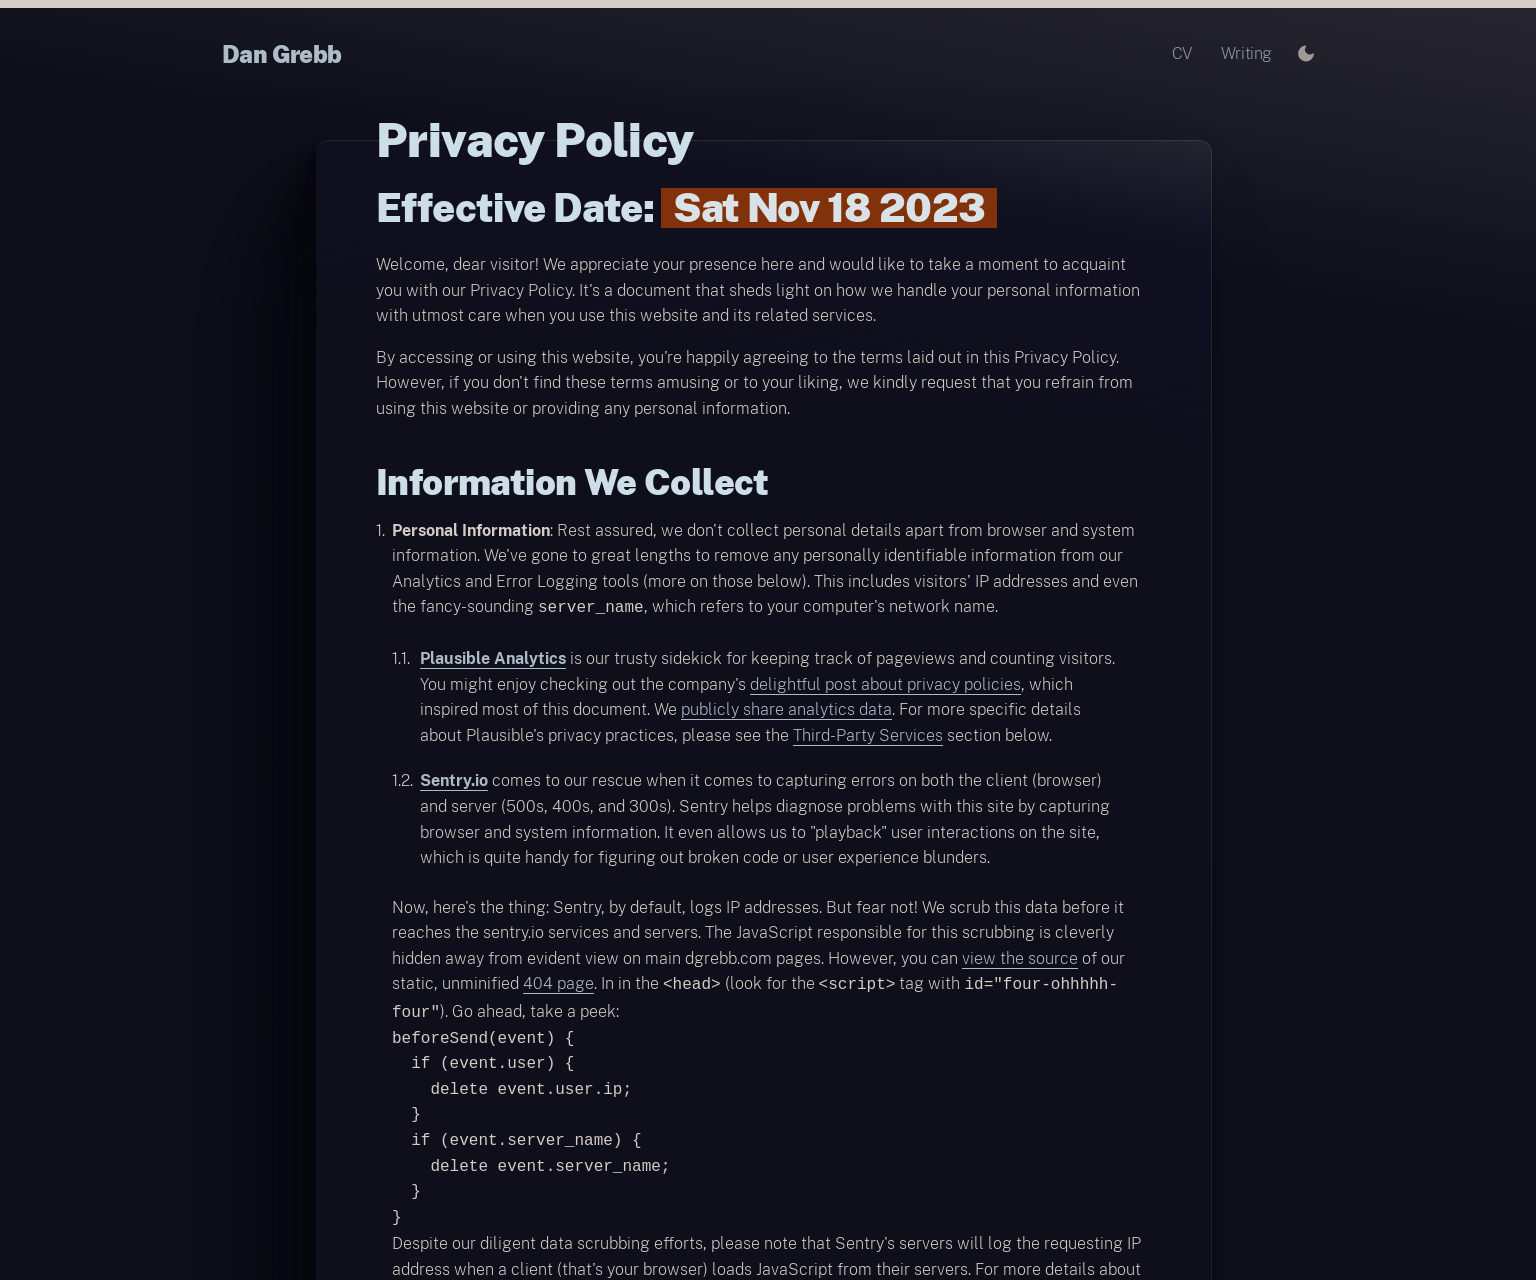 Dan Grebb
CV
Writing
Privacy Policy
Effective Date: Sat Nov 18 2023
Welcome, dear visitor! We appreciate your presence here and would like to take a moment to acquaint
you with our Privacy Policy. It's a document that sheds light on how we handle your personal information
with utmost care when you use this website and its related services.
By accessing or using this website, you're happily agreeing to the terms laid out in this Privacy Policy.
However, if you don't find these terms amusing or to your liking, we kindly request that you refrain from
using this website or providing any personal information.
Information We Collect
1. Personal Information: Rest assured, we don't collect personal details apart from browser and system
information. We've gone to great lengths to remove any personally identifiable information from our
Analytics and Error Logging tools (more on those below). This includes visitors' IP addresses and even
the fancy-sounding server_name, which refers to your computer's network name.
1.1. Plausible Analytics is our trusty sidekick for keeping track of pageviews and counting visitors.
You might enjoy checking out the company's delightful post about privacy policies, which
inspired most of this document. We publicly share analytics data. For more specific details
about Plausible's privacy practices, please see the Third-Party Services section below.
1.2. Sentry.io comes to our rescue when it comes to capturing errors on both the client (browser)
and server (500s, 400s, and 300s). Sentry helps diagnose problems with this site by capturing
browser and system information. It even allows us to "playback" user interactions on the site,
which is quite handy for figuring out broken code or user experience blunders.
Now, here's the thing: Sentry, by default, logs IP addresses. But fear not! We scrub this data before it
reaches the sentry.io services and servers. The JavaScript responsible for this scrubbing is cleverly
hidden away from evident view on main dgrebb.com pages. However, you can view the source of our
static, unminified 404 page. In in the <head> (look for the <script> tag with id="four-ohhhhh-
four"). Go ahead, take a peek:
beforeSend(event) {
  if (event.user) {
    delete event.user.ip;
  }
  if (event.server_name) {
    delete event.server_name;
  }
}
Despite our diligent data scrubbing efforts, please note that Sentry's servers will log the requesting IP
address when a client (that's your browser) loads JavaScript from their servers. For more details about